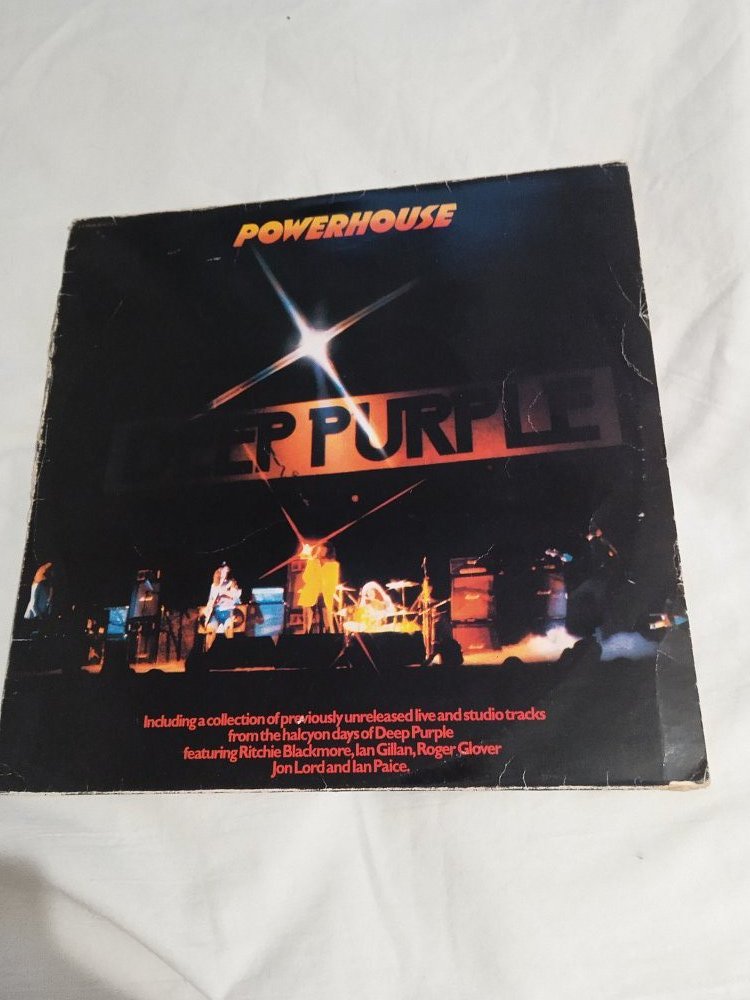 POWERHOUSE
DEEP PURPLE
Including a collection of previously unreleased live and studio tracks
from the halcyon days of Deep Purple
featuring Ritchie Blackmore, Ian Gillan, Roger Glover
Jon Lord and Ian Paice.